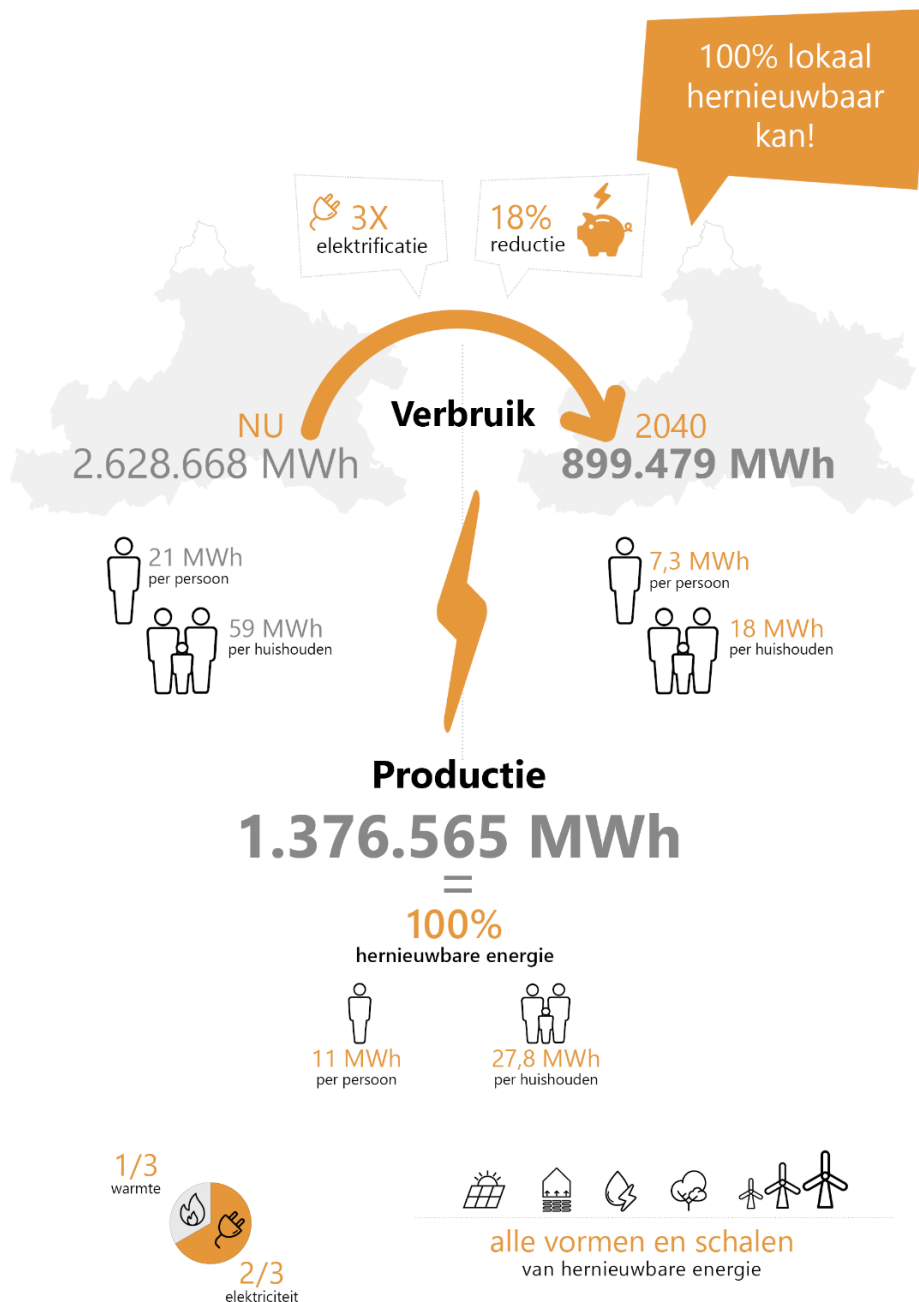 100% lokaal
hernieuwbaar
kan!
3X
elektrificatie
18%
reductie
Verbruik
NU
2.628.668 MWh
2040
899.479 MWh
21 MWh
per persoon
59 MWh
per huishouden
7,3 MWh
per persoon
18 MWh
per huishouden
Productie
1.376.565 MWh
=
100%
hernieuwbare energie
11 MWh
per persoon
27,8 MWh
per huishouden
1/3
warmte
2/3
elektriciteit
alle vormen en schalen
van hernieuwbare energie